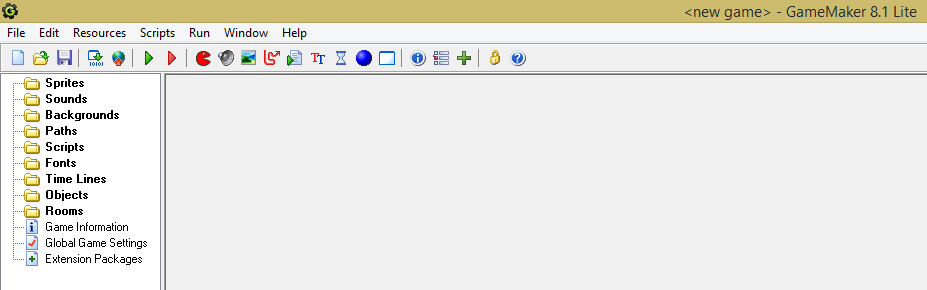 <new game> - GameMaker 8.1 Lite
File Edit Resources Scripts Run Window Help
Sprites
Sounds
Backgrounds
Paths
Scripts
Fonts
Time Lines
Objects
Rooms
Game Information
Global Game Settings
Extension Packages